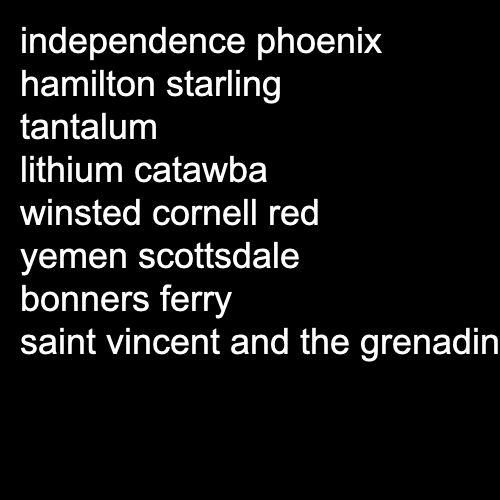 independence phoenix
hamilton starling
tantalum
lithium catawba
winsted cornell red
yemen scottsdale
bonners ferry
saint vincent and the grenadin